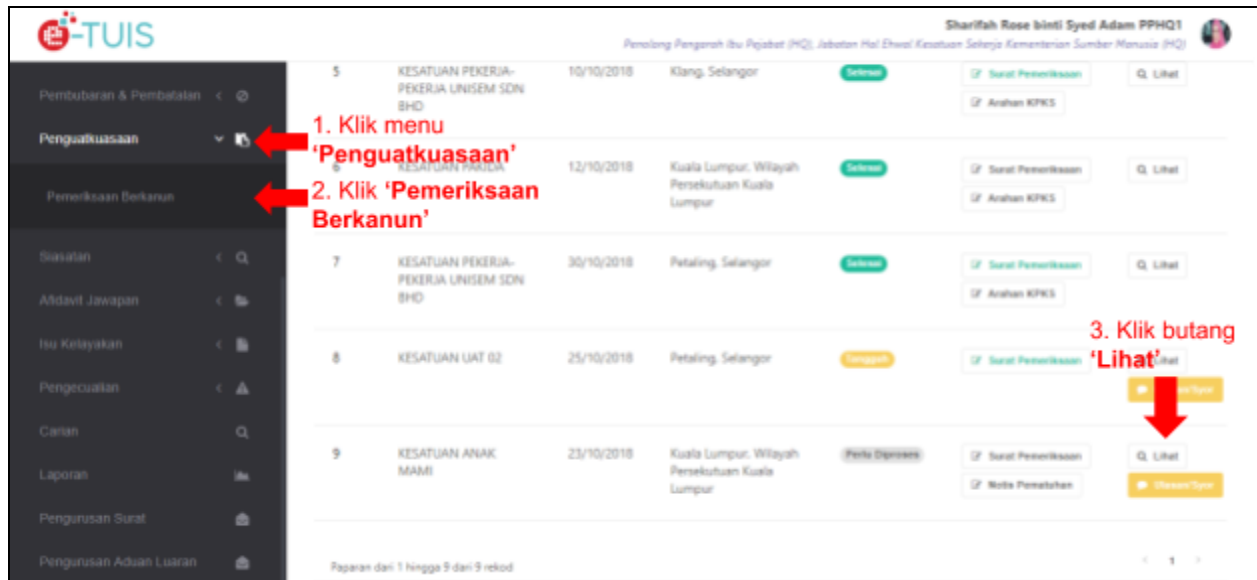 e-TUIS
Sharifah Rose binti Syed Adam PPHQ1
Penolong Pengarah Ibu Pejabat (HQ), Jabatan Hal Ehwal Kesatuan Sekerja Kementerian Sumber Manusia (HQ)
Pembubaran & Pembatalan
Penguatkuasaan
Pemeriksaan Berkanun
Siasatan
Afidavit Jawapan
Isu Kelayakan
Pengecualian
Carian
Laporan
Pengurusan Surat
Pengurusan Aduan Luaran
1. Klik menu
'Penguatkuasaan'
2. Klik 'Pemeriksaan
Berkanun'
5 KESATUAN PEKERJA- 10/10/2018 Klang, Selangor Selesai Surat Pemeriksaan Lihat
PEKERJA UNISEM SDN
BHD
Arahan KPKS
6 KESATUAN PAKIDA 12/10/2018 Kuala Lumpur, Wilayah Selesai Surat Pemeriksaan Lihat
Persekutuan Kuala
Lumpur
Arahan KPKS
7 KESATUAN PEKERJA- 30/10/2018 Petaling, Selangor Selesai Surat Pemeriksaan Lihat
PEKERJA UNISEM SDN
BHD
Arahan KPKS
3. Klik butang
'Lihat'
8 KESATUAN UAT 02 25/10/2018 Petaling, Selangor Tangguh Surat Pemeriksaan Lihat
9 KESATUAN ANAK 23/10/2018 Kuala Lumpur, Wilayah Perlu Diproses Surat Pemeriksaan Lihat
MAMI Persekutuan Kuala Notis Pematuhan Ulasan/Syor
Lumpur
Paparan dari 1 hingga 9 dari 9 rekod
1